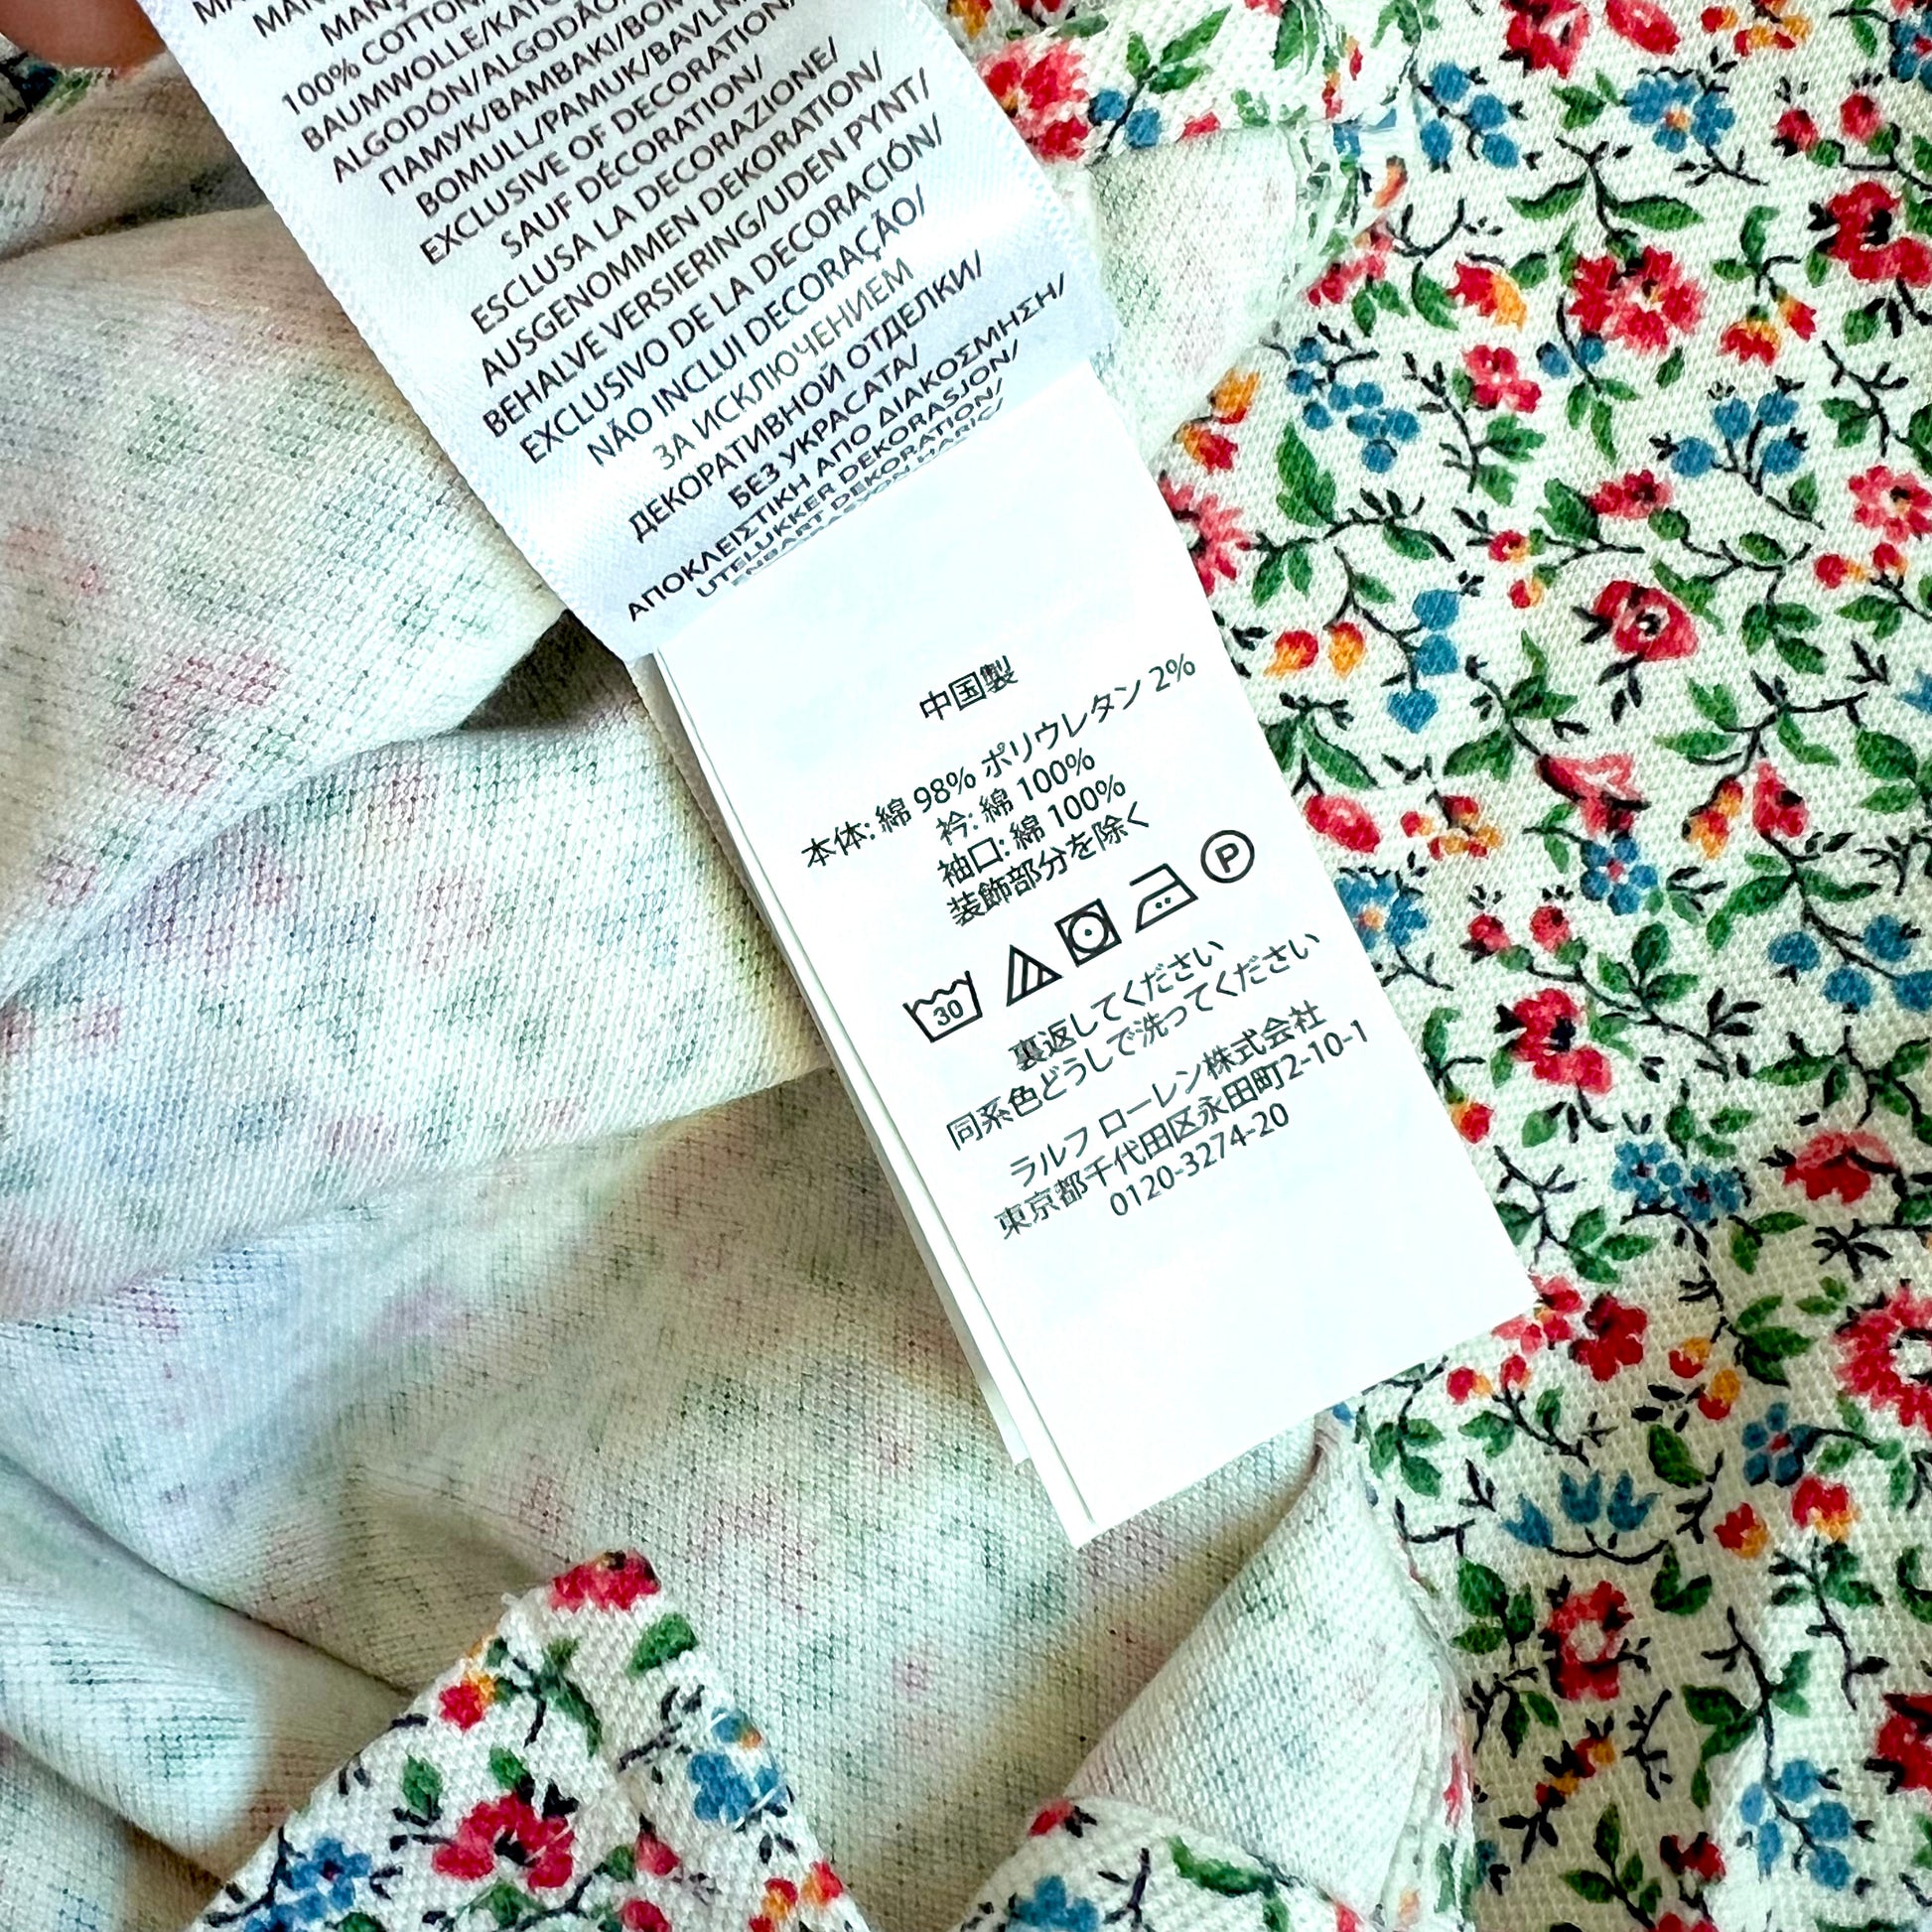 100% COTTON/
BAUMWOLLE/
ALGODÓN/ALGODÃO/
ПАМУК/BAMBAKI/
BOMULL/PAMUK/BAVLN
EXCLUSIVE OF DECORATION/
SAUF DÉCORATION/
ESCLUSA LA DECORAZIONE/
AUSGENOMMEN DEKORATION/
BEHALVE VERSIERING/UDEN PYNT/
EXCLUSIVO DE LA DECORACIÓN/
NÃO INCLUI DECORAÇÃO/
ЗА ИСКЛЮЧЕНИЕМ
ДЕКОРАТИВНОЙ ОТДЕЛКИ/
БЕЗ УКРАСАТА/
ΑΠΟΚΛΕΙΣΤΙΚΗ ΑΠΟ ΔΙΑΚΟΣΜΗΣΗ/
UTELUKKER DEKORASJON/
ENBART DEKORATION/
中国製
本体: 綿 98% ポリウレタン 2%
衿: 綿 100%
袖口: 綿 100%
装飾部分を除く
30 P
裏返してください
同系色どうしで洗ってください
ラルフ ローレン株式会社
東京都千代田区永田町2-10-1
0120-3274-20